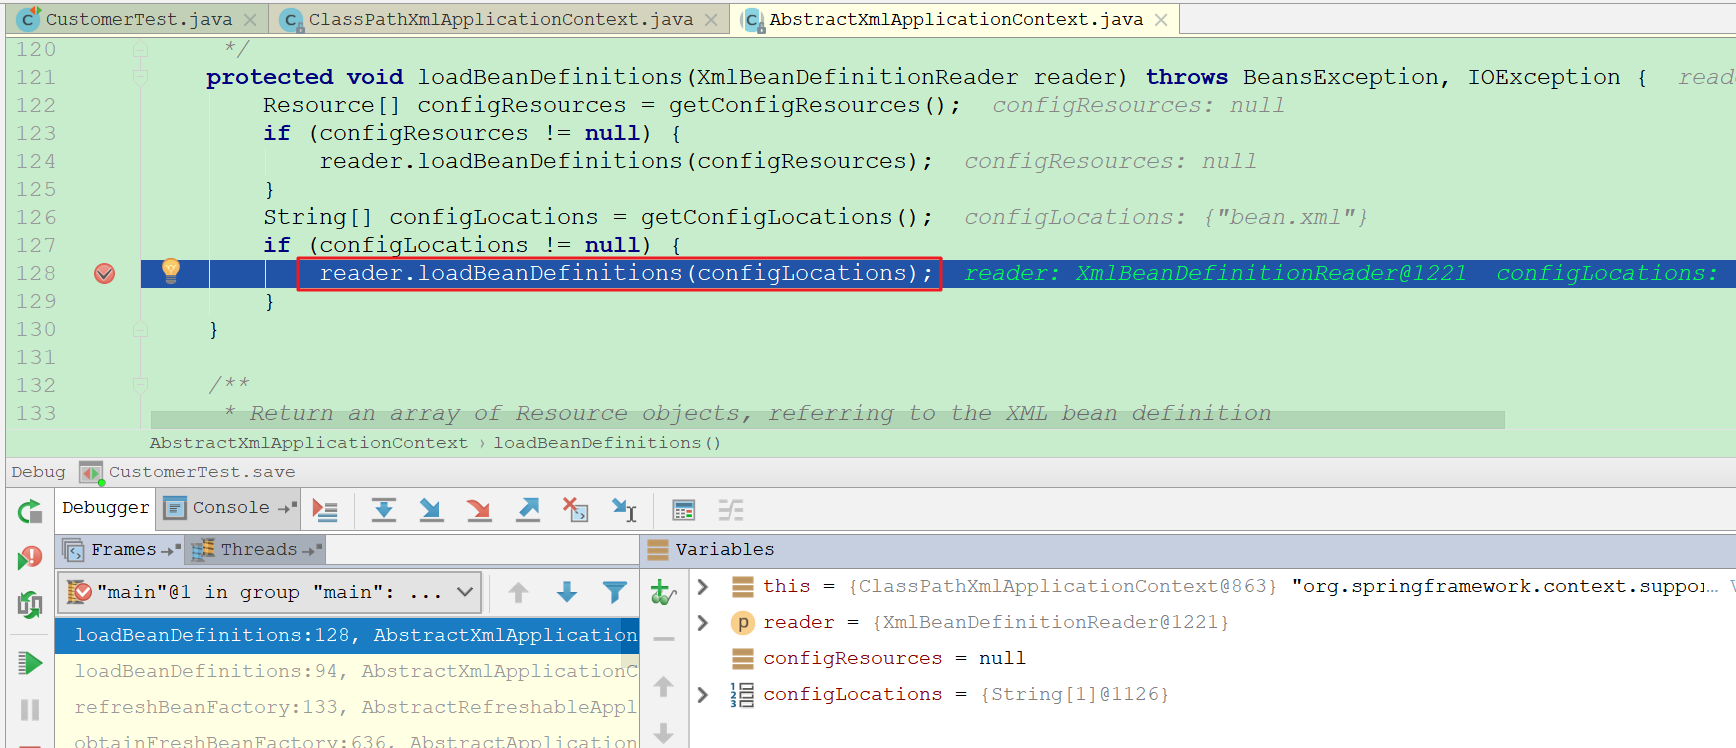 CustomerTest.java ClassPathXmlApplicationContext.java AbstractXmlApplicationContext.java
120 */
121 protected void loadBeanDefinitions(XmlBeanDefinitionReader reader) throws BeansException, IOException { read
122 Resource[] configResources = getConfigResources(); configResources: null
123 if (configResources != null) {
124 reader.loadBeanDefinitions(configResources); configResources: null
125 }
126 String[] configLocations = getConfigLocations(); configLocations: {"bean.xml"}
127 if (configLocations != null) {
128 reader.loadBeanDefinitions(configLocations); reader: XmlBeanDefinitionReader@1221 configLocations:
129 }
130 }
131
132 /**
133 * Return an array of Resource objects, referring to the XML bean definition
AbstractXmlApplicationContext › loadBeanDefinitions()
Debug CustomerTest.save
Debugger Console
Frames Threads Variables
"main"@1 in group "main": ...
loadBeanDefinitions:128, AbstractXmlApplication
loadBeanDefinitions:94, AbstractXmlApplicationC
refreshBeanFactory:133, AbstractRefreshableAppl
obtainFreshBeanFactory:636, AbstractApplication
this = {ClassPathXmlApplicationContext@863} "org.springframework.context.suppo... V
reader = {XmlBeanDefinitionReader@1221}
configResources = null
configLocations = {String[1]@1126}